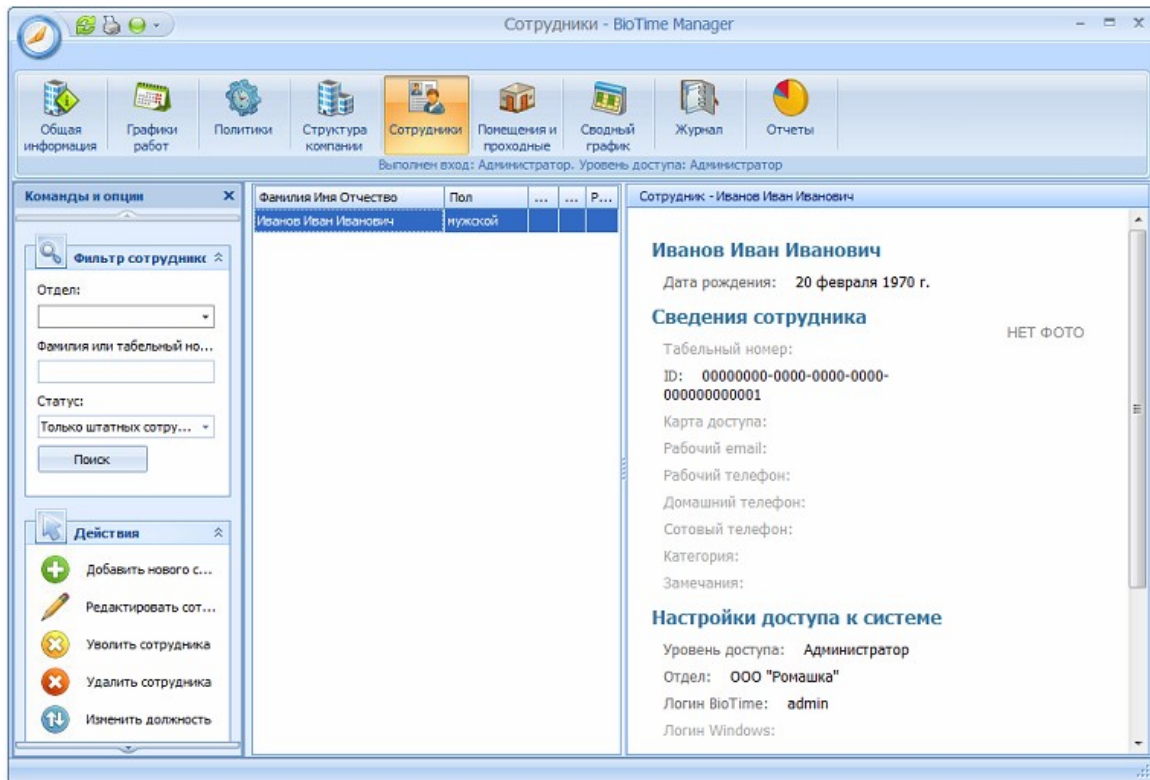 Сотрудники - BioTime Manager
Общая информация
Графики работ
Политики
Структура компании
Сотрудники
Помещения и проходные
Сводный график
Журнал
Отчеты
Выполнен вход: Администратор. Уровень доступа: Администратор
Команды и опции
Фильтр сотруднико
Отдел:
Фамилия или табельный но...
Статус:
Только штатных сотру...
Поиск
Действия
Добавить нового с...
Редактировать сот...
Уволить сотрудника
Удалить сотрудника
Изменить должность
Фамилия Имя Отчество Пол ... ... Р...
Иванов Иван Иванович мужской
Сотрудник - Иванов Иван Иванович
Иванов Иван Иванович
Дата рождения: 20 февраля 1970 г.
Сведения сотрудника
НЕТ ФОТО
Табельный номер:
ID: 00000000-0000-0000-0000-
000000000001
Карта доступа:
Рабочий email:
Рабочий телефон:
Домашний телефон:
Сотовый телефон:
Категория:
Замечания:
Настройки доступа к системе
Уровень доступа: Администратор
Отдел: ООО "Ромашка"
Логин BioTime: admin
Логин Windows: